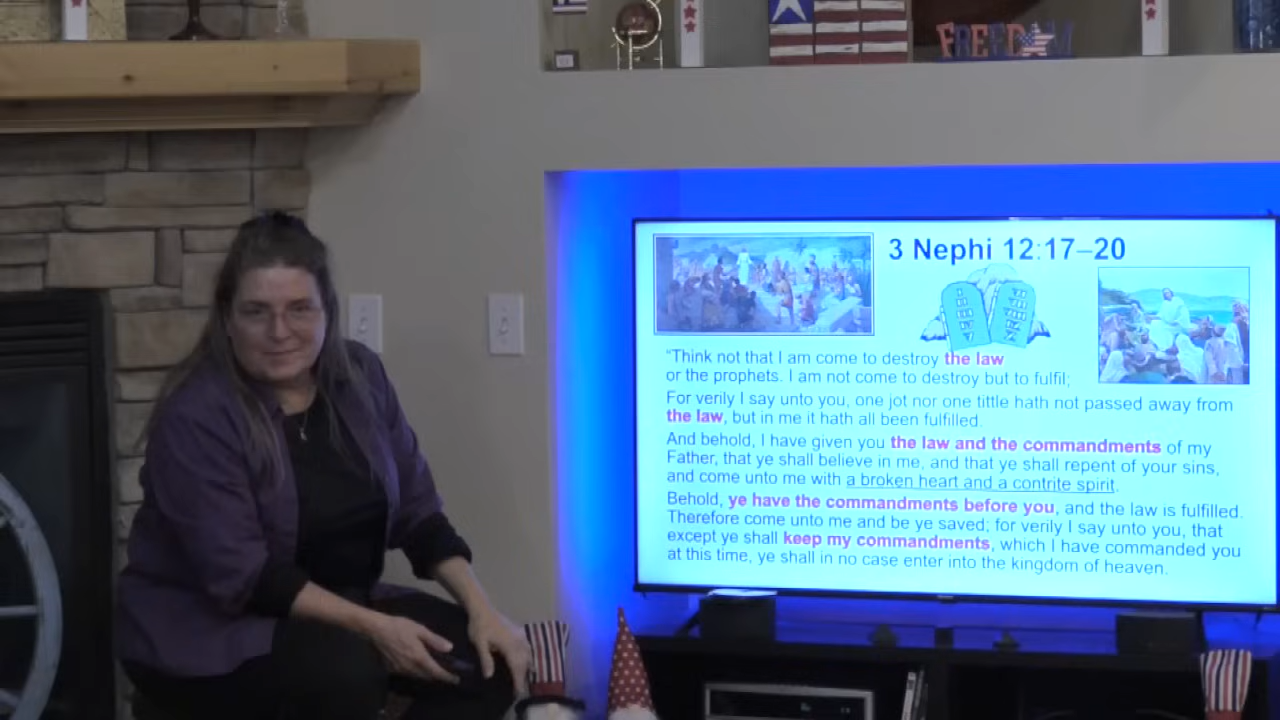 FREEDOM
3 Nephi 12:17–20
“Think not that I am come to destroy the law
or the prophets. I am not come to destroy but to fulfil;
For verily I say unto you, one jot nor one tittle hath not passed away from
the law, but in me it hath all been fulfilled.
And behold, I have given you the law and the commandments of my
Father, that ye shall believe in me, and that ye shall repent of your sins,
and come unto me with a broken heart and a contrite spirit.
Behold, ye have the commandments before you, and the law is fulfilled.
Therefore come unto me and be ye saved; for verily I say unto you, that
except ye shall keep my commandments, which I have commanded you
at this time, ye shall in no case enter into the kingdom of heaven.